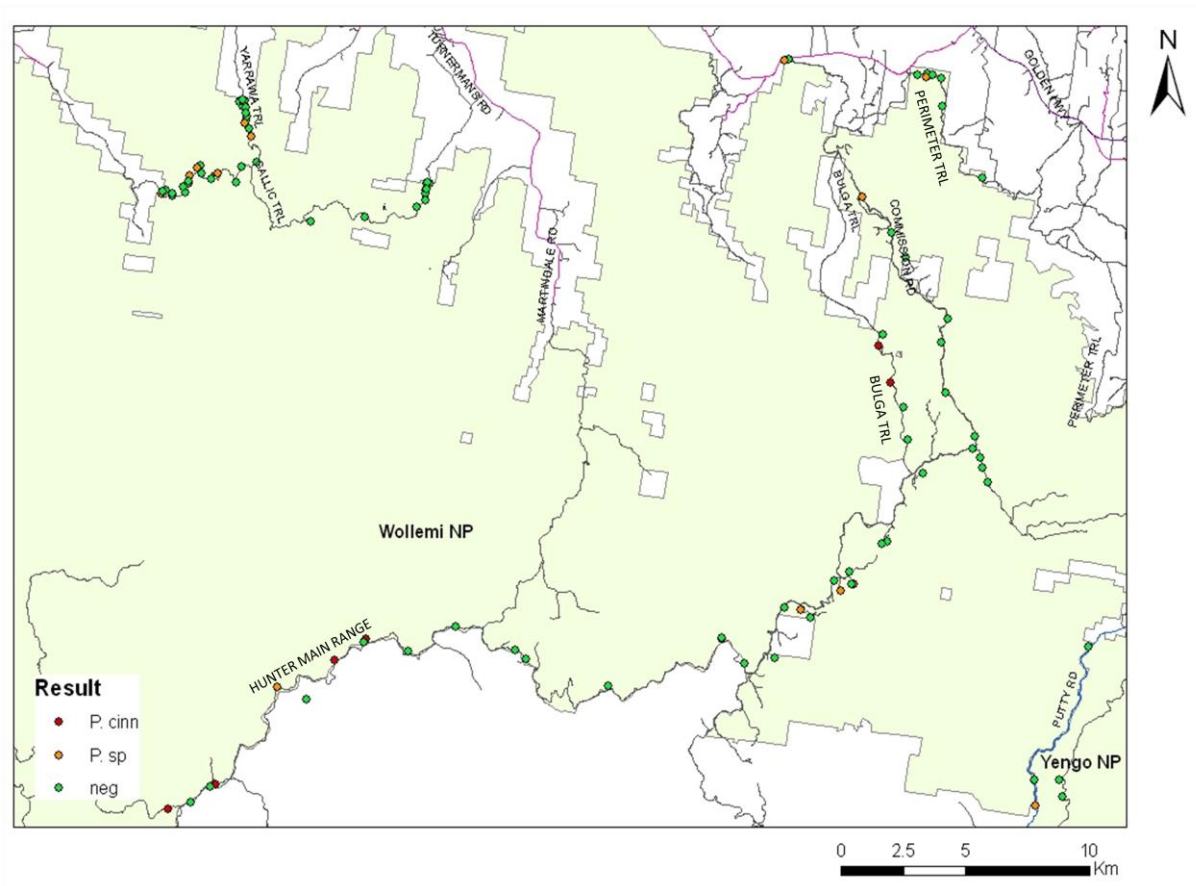 N
YARRAWA TRL
TURNERMANS RD
GOLDEN HWY
PERIMETER TRL
GALLIC TRL
BULGA TRL
COMMISSION RD
MARTINDALE RD
PERIMETER TRL
BULGA TRL
Wollemi NP
HUNTER MAIN RANGE
Result
P. cinn
P. sp
neg
PUTTY RD
Yengo NP
0 2.5 5 10
Km